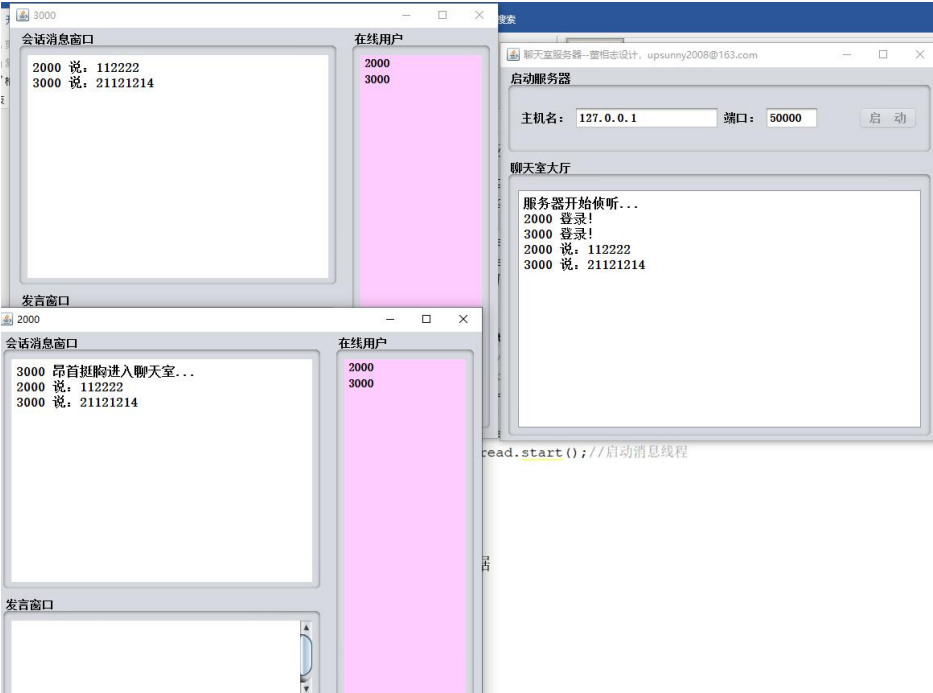 3000
会话消息窗口
在线用户
2000 说：112222
3000 说：21121214
2000
3000
发言窗口
2000
会话消息窗口
在线用户
3000 昂首挺胸进入聊天室...
2000 说：112222
3000 说：21121214
2000
3000
发言窗口
搜索
聊天室服务器--董相志设计，upsunny2008@163.com
启动服务器
主机名： 127.0.0.1 端口： 50000 启 动
聊天室大厅
服务器开始侦听...
2000 登录!
3000 登录!
2000 说：112222
3000 说：21121214
read.start();//启动消息线程